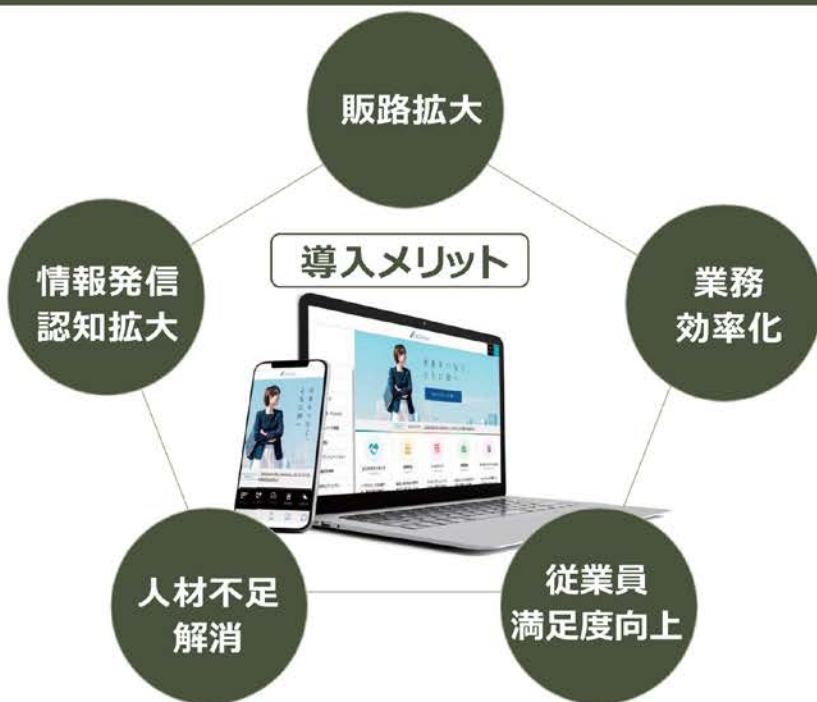 販路拡大
情報発信
認知拡大
導入メリット
業務
効率化
人材不足
解消
従業員
満足度向上